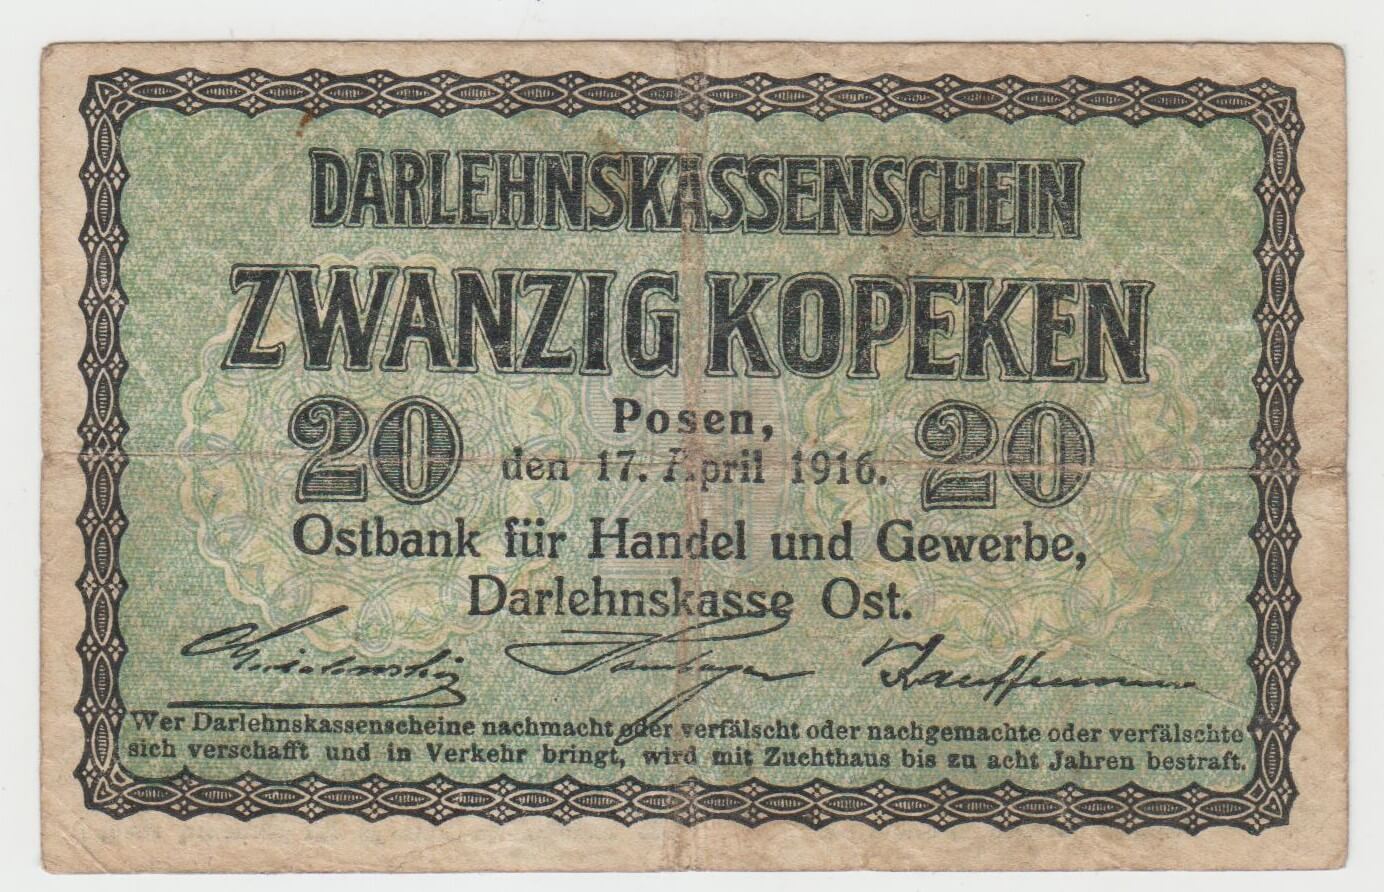 DARLEHNSKASSENSCHEIN
ZWANZIG KOPEKEN
20 Posen, 20
den 17. April 1916.
Ostbank für Handel und Gewerbe,
Darlehnskasse Ost.
Kauffmann
Wer Darlehnskassenscheine nachmacht oder verfälscht oder nachgemachte oder verfälschte
sich verschafft und in Verkehr bringt, wird mit Zuchthaus bis zu acht Jahren bestraft.